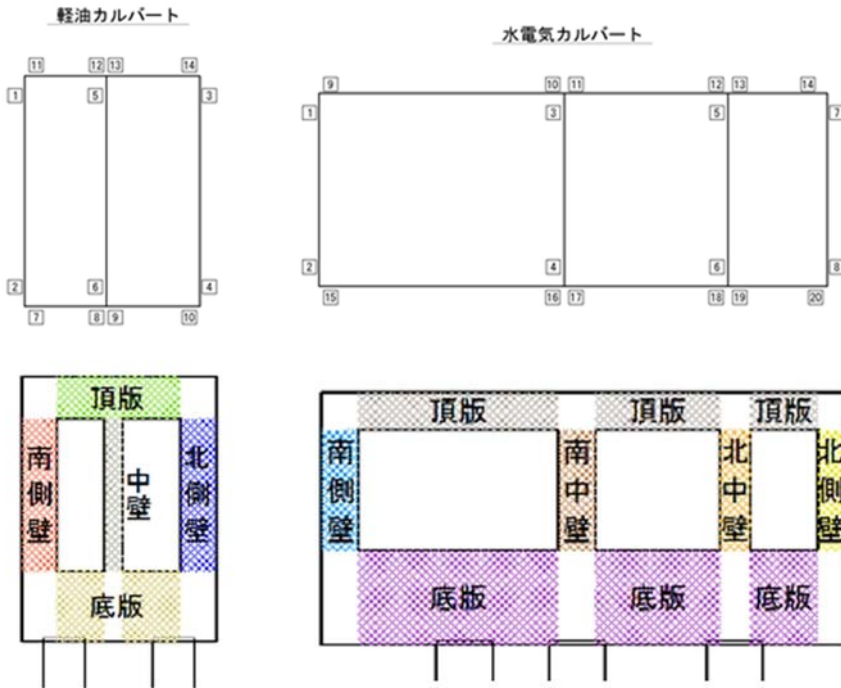 軽油カルバート
水電気カルバート
11 12 13 14
1 5 3
2 6 4
7 8 9 10
9 10 11 12 13 14
1 3 5 7
2 4 6 8
15 16 17 18 19 20
頂版
南側壁
中壁
北側壁
底版
頂版 頂版 頂版
南側壁
南中壁
北中壁
北側壁
底版 底版 底版